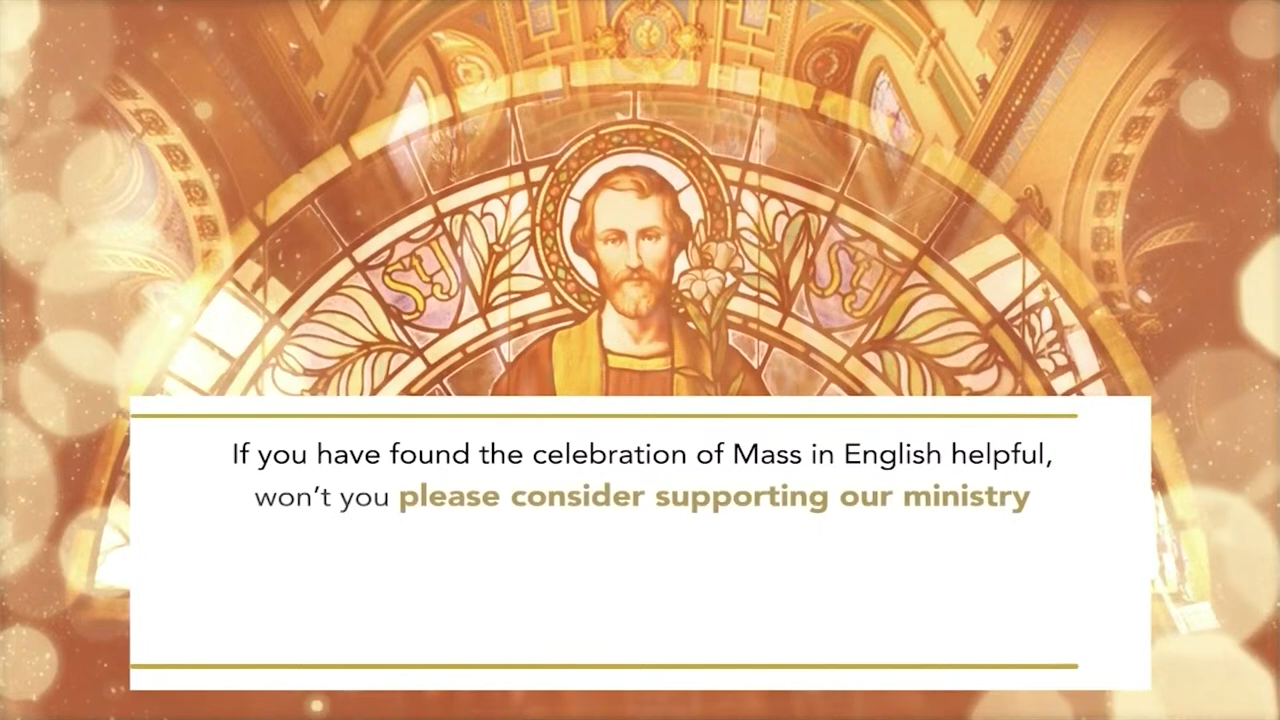 SJ
SJ
If you have found the celebration of Mass in English helpful,
won't you please consider supporting our ministry